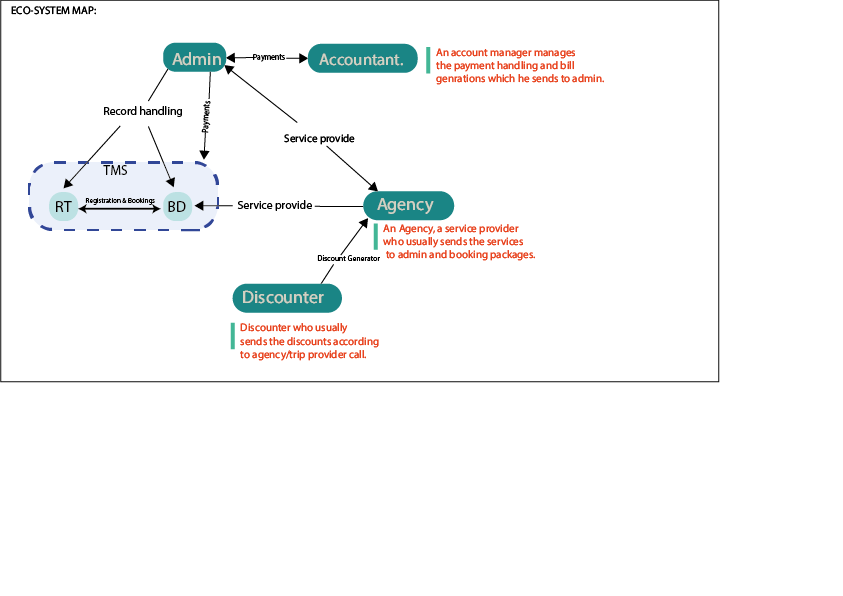 ECO-SYSTEM MAP:
Admin
Payments
Accountant.
An account manager manages
the payment handling and bill
genrations which he sends to admin.
Record handling
Payments
Service provide
TMS
RT
Registration & Bookings
BD
Service provide
Agency
An Agency, a service provider
who usually sends the services
to admin and booking packages.
Discount Generator
Discounter
Discounter who usually
sends the discounts according
to agency/trip provider call.